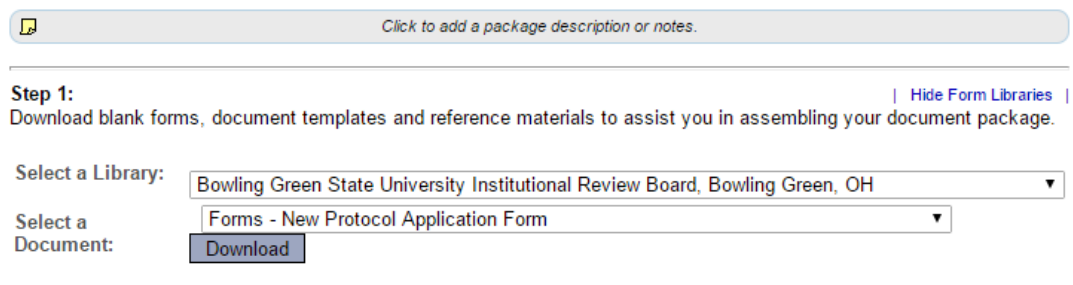 Click to add a package description or notes.
Step 1:
| Hide Form Libraries |
Download blank forms, document templates and reference materials to assist you in assembling your document package.
Select a Library:
Bowling Green State University Institutional Review Board, Bowling Green, OH
Select a
Document:
Forms - New Protocol Application Form
Download